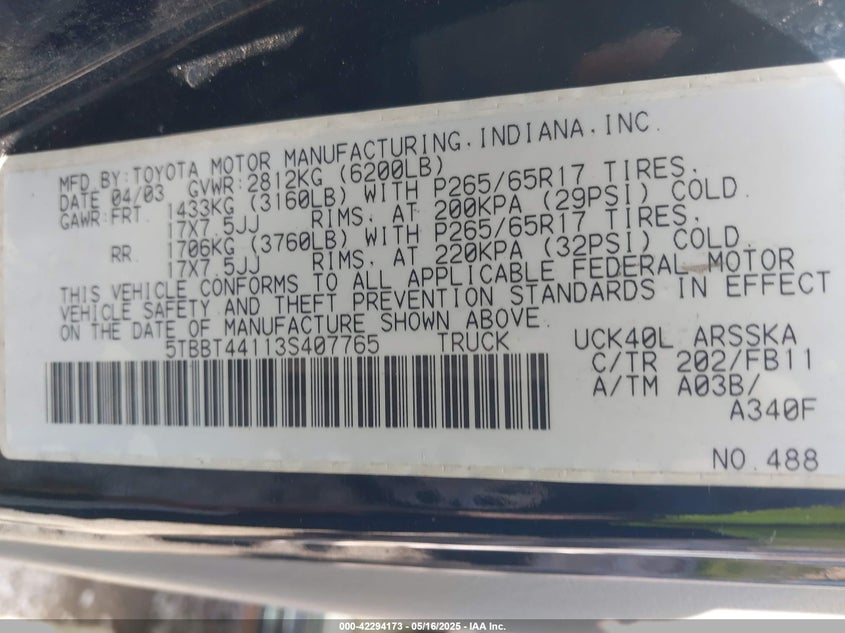 MFD. BY: TOYOTA MOTOR MANUFACTURING, INDIANA, INC.
DATE 04/03 GVWR: 2812KG (6200LB)
GAWR: FRT. 1433KG (3160LB) WITH P265/65R17 TIRES,
17X7.5JJ RIMS, AT 200KPA (29PSI) COLD.
RR. 1706KG (3760LB) WITH P265/65R17 TIRES,
17X7.5JJ RIMS, AT 220KPA (32PSI) COLD.
THIS VEHICLE CONFORMS TO ALL APPLICABLE FEDERAL MOTOR
VEHICLE SAFETY AND THEFT PREVENTION STANDARDS IN EFFECT
ON THE DATE OF MANUFACTURE SHOWN ABOVE.
5TBBT44113S407765 TRUCK
UCK40L ARSSKA
C/TR 202/FB11
A/TM A03B/
A340F
NO. 488
000-42294173 - 05/16/2025 - IAA Inc.